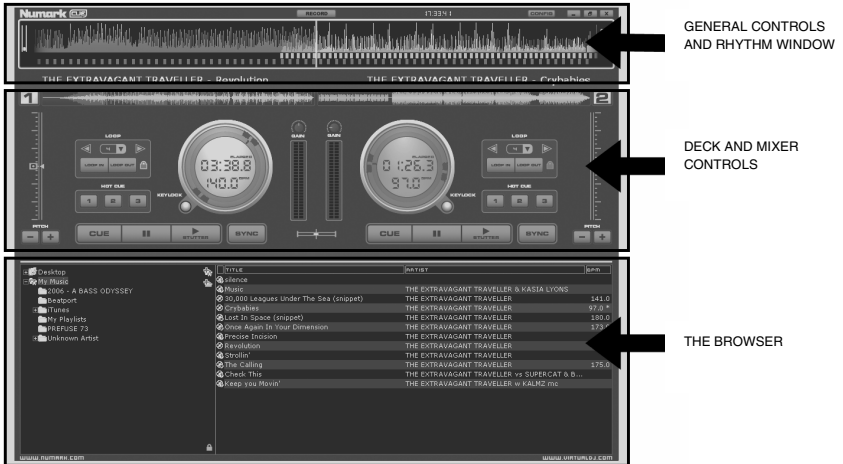 Numark CUE
RECORD
17:33:41
CONFIG
GENERAL CONTROLS
AND RHYTHM WINDOW
THE EXTRAVAGANT TRAVELLER - Revolution
THE EXTRAVAGANT TRAVELLER - Crybabies
1
2
DECK AND MIXER
CONTROLS
LOOP
4
LOOP IN
LOOP OUT
HOT CUE
1 2 3
KEYLOCK
ELAPSED
03:38.8
BPM
140.0
GAIN
GAIN
ELAPSED
01:26.3
BPM
97.0
KEYLOCK
LOOP
4
LOOP IN
LOOP OUT
HOT CUE
1 2 3
PITCH
- +
CUE
STUTTER
SYNC
CUE
STUTTER
SYNC
PITCH
- +
THE BROWSER
Desktop
My Music
2006 - A BASS ODYSSEY
Beatport
iTunes
My Playlists
PREFUSE 73
Unknown Artist
TITLE ARTIST BPM
silence
Music THE EXTRAVAGANT TRAVELLER & KASIA LYONS
30,000 Leagues Under The Sea (snippet) THE EXTRAVAGANT TRAVELLER 141.0
Crybabies THE EXTRAVAGANT TRAVELLER 97.0 *
Lost In Space (snippet) THE EXTRAVAGANT TRAVELLER 180.0
Once Again In Your Dimension THE EXTRAVAGANT TRAVELLER
Precise Incision THE EXTRAVAGANT TRAVELLER
Revolution THE EXTRAVAGANT TRAVELLER
Strollin' THE EXTRAVAGANT TRAVELLER
The Calling THE EXTRAVAGANT TRAVELLER 175.0
Check This THE EXTRAVAGANT TRAVELLER vs SUPERCAT & B...
Keep you Movin' THE EXTRAVAGANT TRAVELLER w KALMZ mc
WWW.NUMARK.COM
WWW.VIRTUALDJ.COM